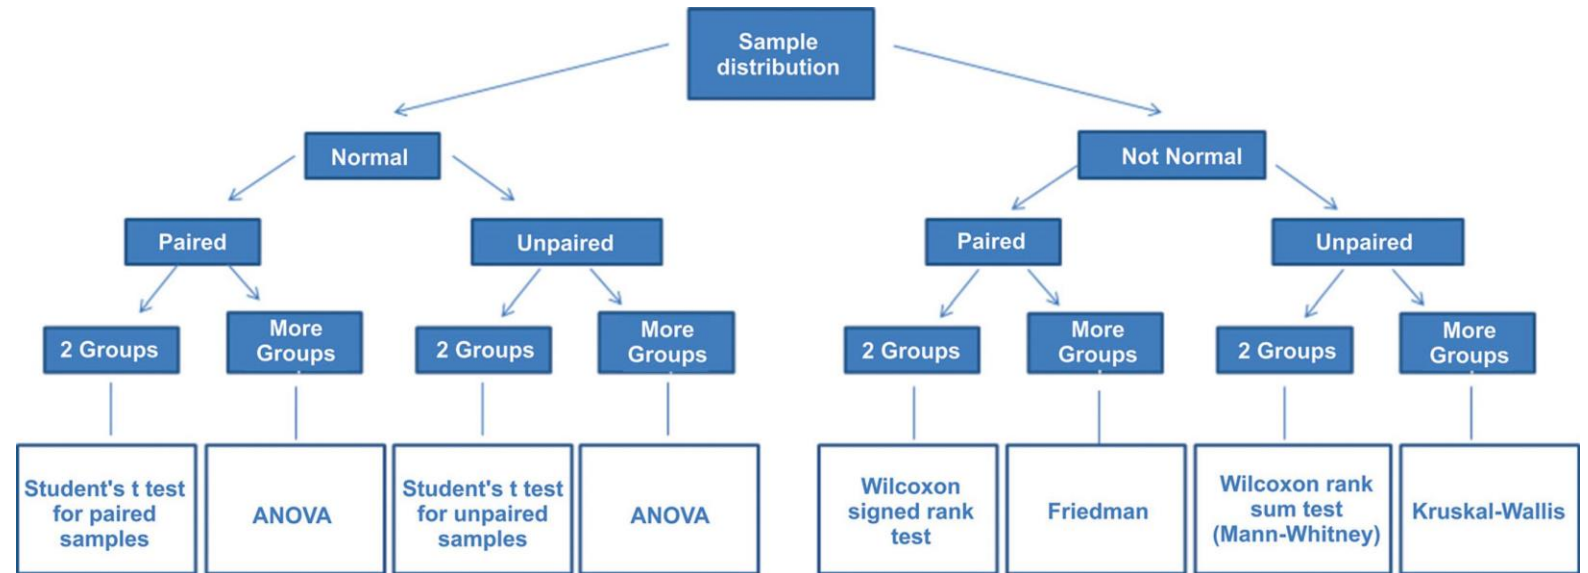 Sample
distribution
Normal
Not Normal
Paired
Unpaired
Paired
Unpaired
2 Groups
More
Groups
2 Groups
More
Groups
2 Groups
More
Groups
2 Groups
More
Groups
Student's t test
for paired
samples
ANOVA
Student's t test
for unpaired
samples
ANOVA
Wilcoxon
signed rank
test
Friedman
Wilcoxon rank
sum test
(Mann-Whitney)
Kruskal-Wallis